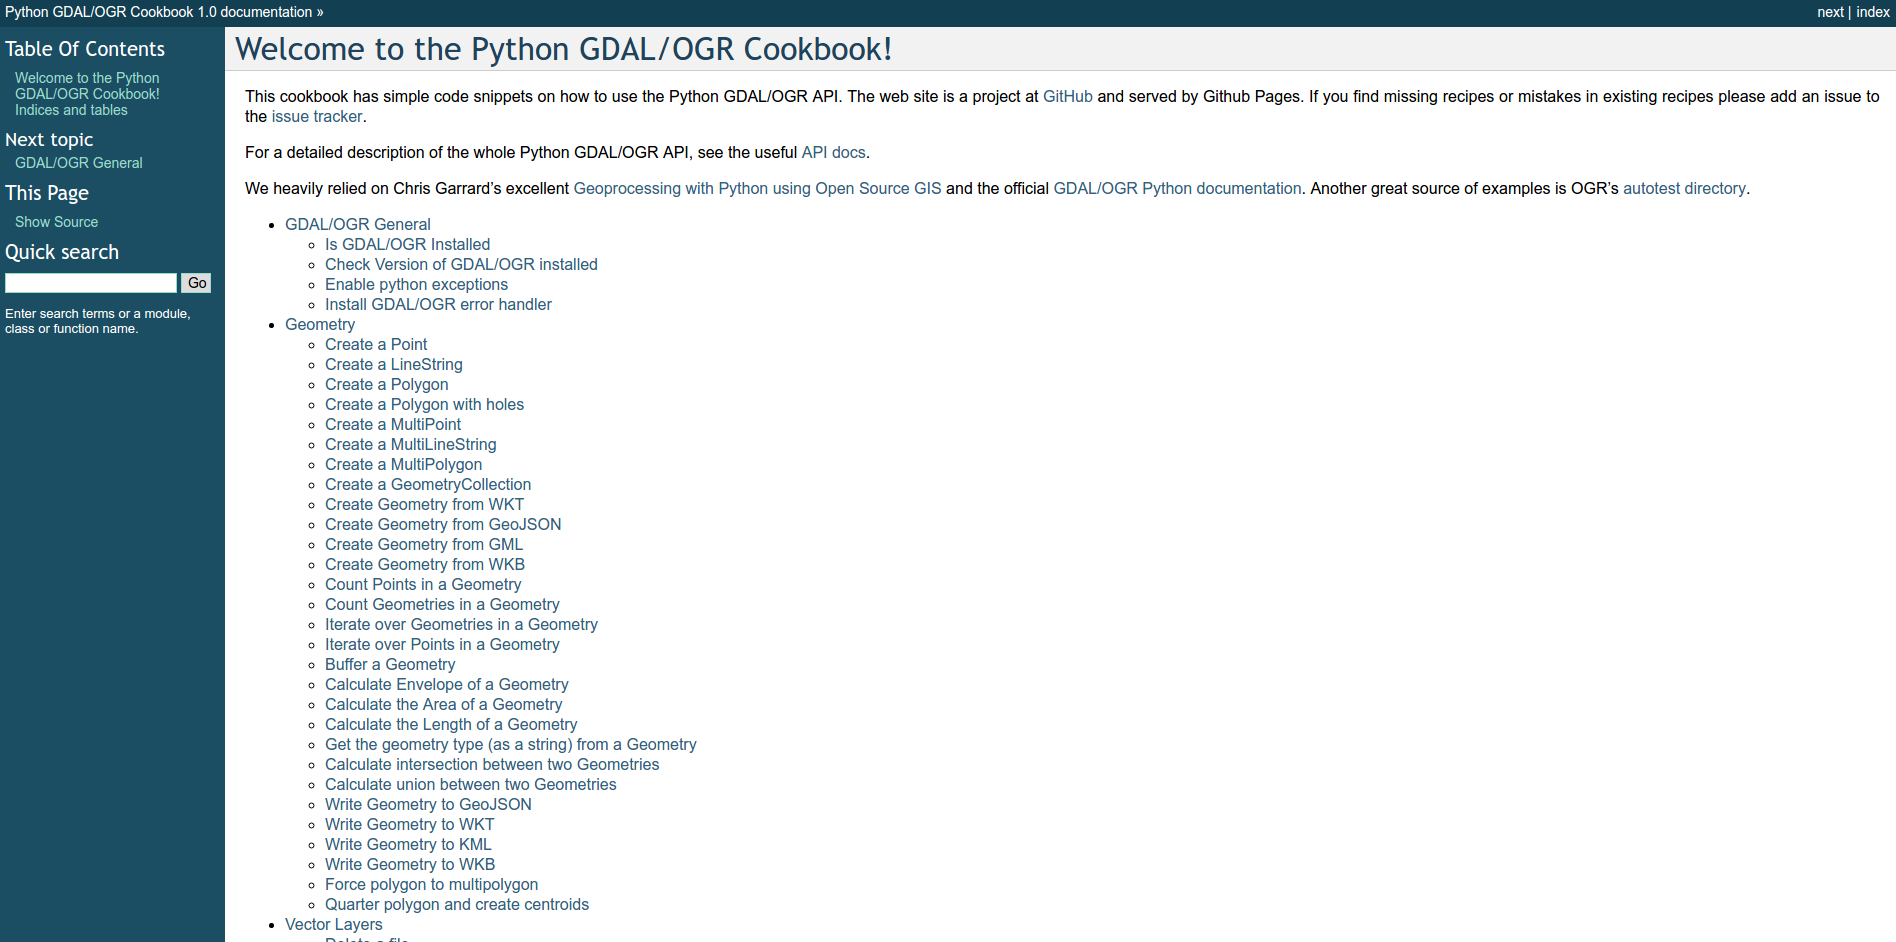 Python GDAL/OGR Cookbook 1.0 documentation »
next | index
Table Of Contents
Welcome to the Python
GDAL/OGR Cookbook!
Indices and tables
Next topic
GDAL/OGR General
This Page
Show Source
Quick search
Go
Enter search terms or a module,
class or function name.
Welcome to the Python GDAL/OGR Cookbook!
This cookbook has simple code snippets on how to use the Python GDAL/OGR API. The web site is a project at GitHub and served by Github Pages. If you find missing recipes or mistakes in existing recipes please add an issue to
the issue tracker.
For a detailed description of the whole Python GDAL/OGR API, see the useful API docs.
We heavily relied on Chris Garrard’s excellent Geoprocessing with Python using Open Source GIS and the official GDAL/OGR Python documentation. Another great source of examples is OGR’s autotest directory.
GDAL/OGR General
Is GDAL/OGR Installed
Check Version of GDAL/OGR installed
Enable python exceptions
Install GDAL/OGR error handler
Geometry
Create a Point
Create a LineString
Create a Polygon
Create a Polygon with holes
Create a MultiPoint
Create a MultiLineString
Create a MultiPolygon
Create a GeometryCollection
Create Geometry from WKT
Create Geometry from GeoJSON
Create Geometry from GML
Create Geometry from WKB
Count Points in a Geometry
Count Geometries in a Geometry
Iterate over Geometries in a Geometry
Iterate over Points in a Geometry
Buffer a Geometry
Calculate Envelope of a Geometry
Calculate the Area of a Geometry
Calculate the Length of a Geometry
Get the geometry type (as a string) from a Geometry
Calculate intersection between two Geometries
Calculate union between two Geometries
Write Geometry to GeoJSON
Write Geometry to WKT
Write Geometry to KML
Write Geometry to WKB
Force polygon to multipolygon
Quarter polygon and create centroids
Vector Layers
Delete a file